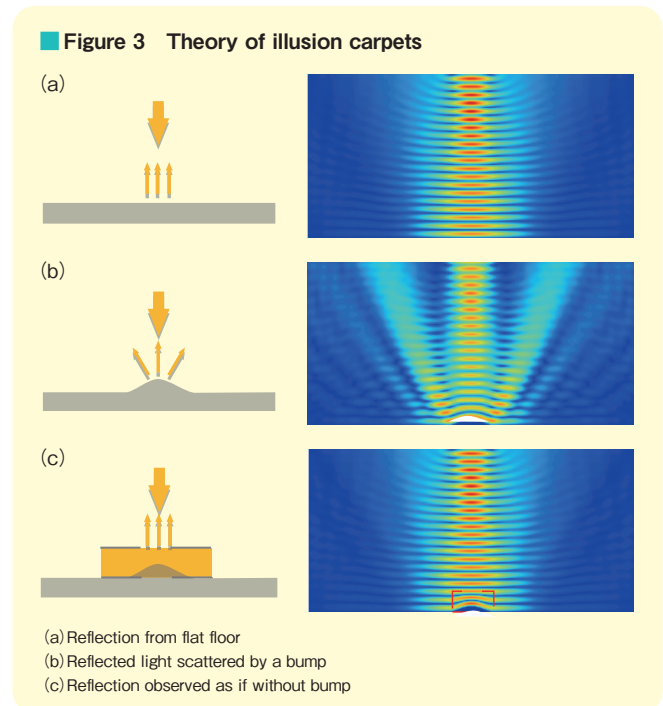 Figure 3 Theory of illusion carpets
(a)
(b)
(c)
(a)Reflection from flat floor
(b)Reflected light scattered by a bump
(c)Reflection observed as if without bump